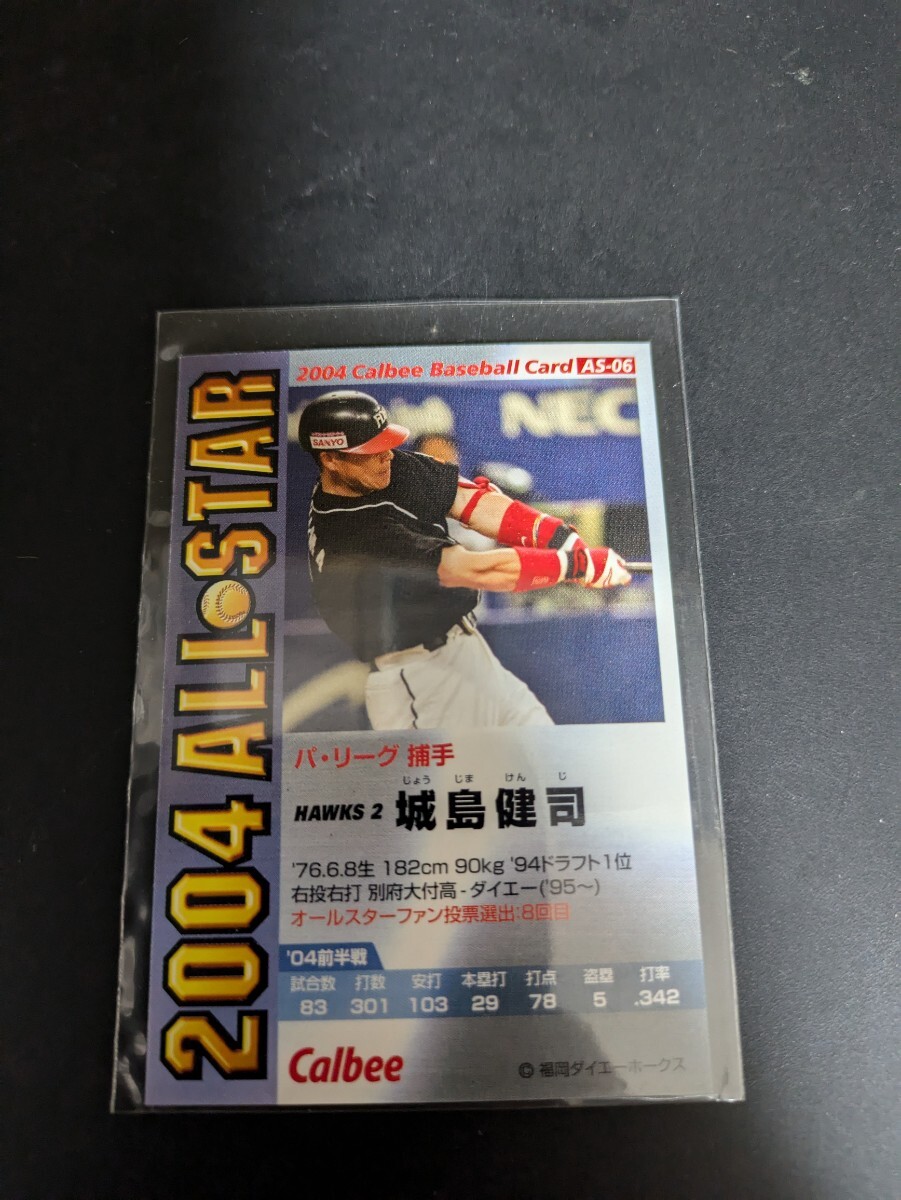 2004 ALL STAR
2004 Calbee Baseball Card AS-06
NEC
SANYO
パ・リーグ 捕手
じょう じま けん じ
HAWKS 2 城島健司
'76.6.8生 182cm 90kg '94ドラフト1位
右投右打 別府大付高-ダイエー('95〜)
オールスターファン投票選出:8回目
'04前半戦
試合数 打数 安打 本塁打 打点 盗塁 打率
83 301 103 29 78 5 .342
Calbee
© 福岡ダイエーホークス